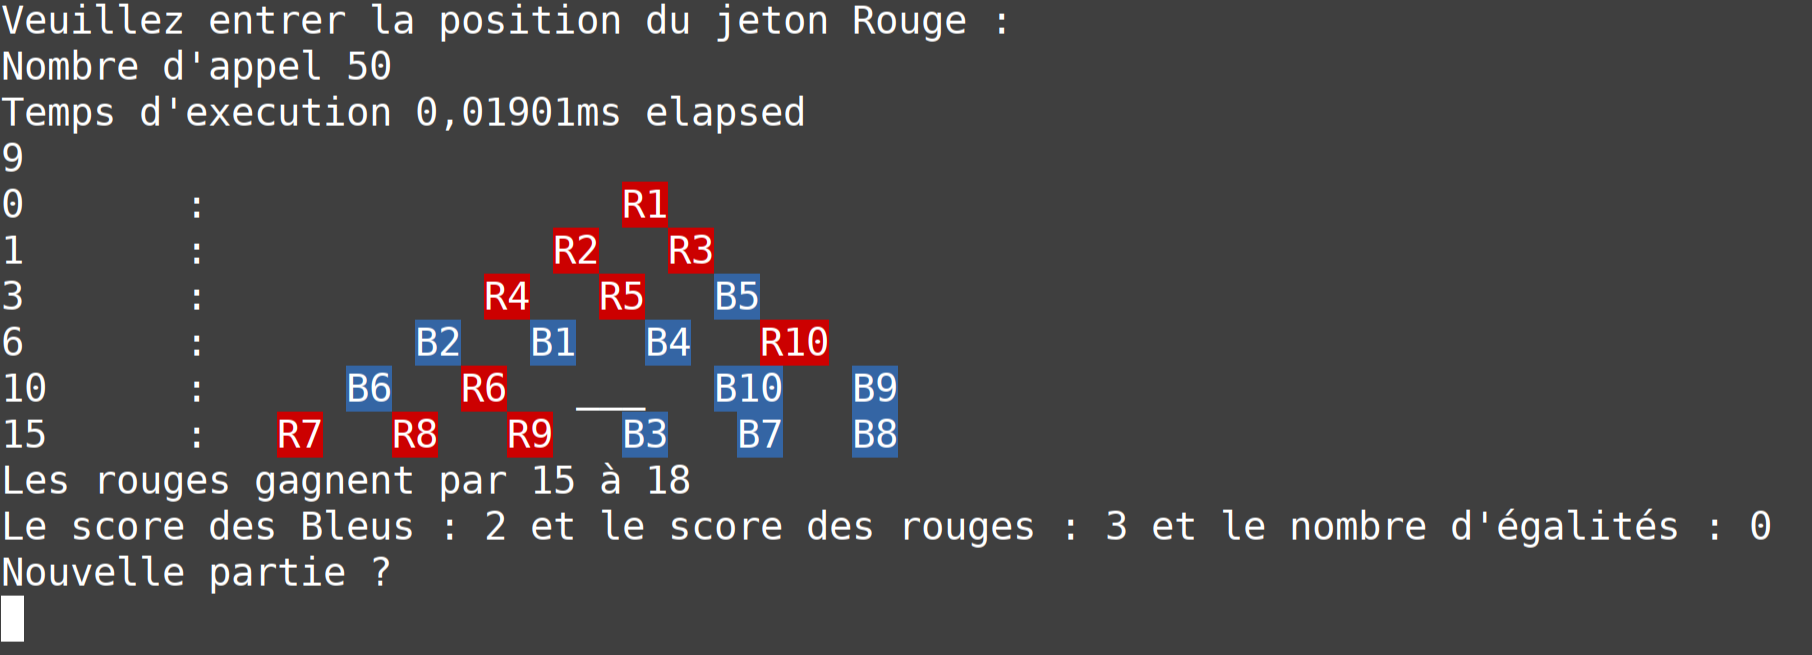 Veuillez entrer la position du jeton Rouge :
Nombre d'appel 50
Temps d'execution 0,01901ms elapsed
9
0 : R1
1 : R2 R3
3 : R4 R5 B5
6 : B2 B1 B4 R10
10 : B6 R6 ___ B10 B9
15 : R7 R8 R9 B3 B7 B8
Les rouges gagnent par 15 à 18
Le score des Bleus : 2 et le score des rouges : 3 et le nombre d'égalités : 0
Nouvelle partie ?